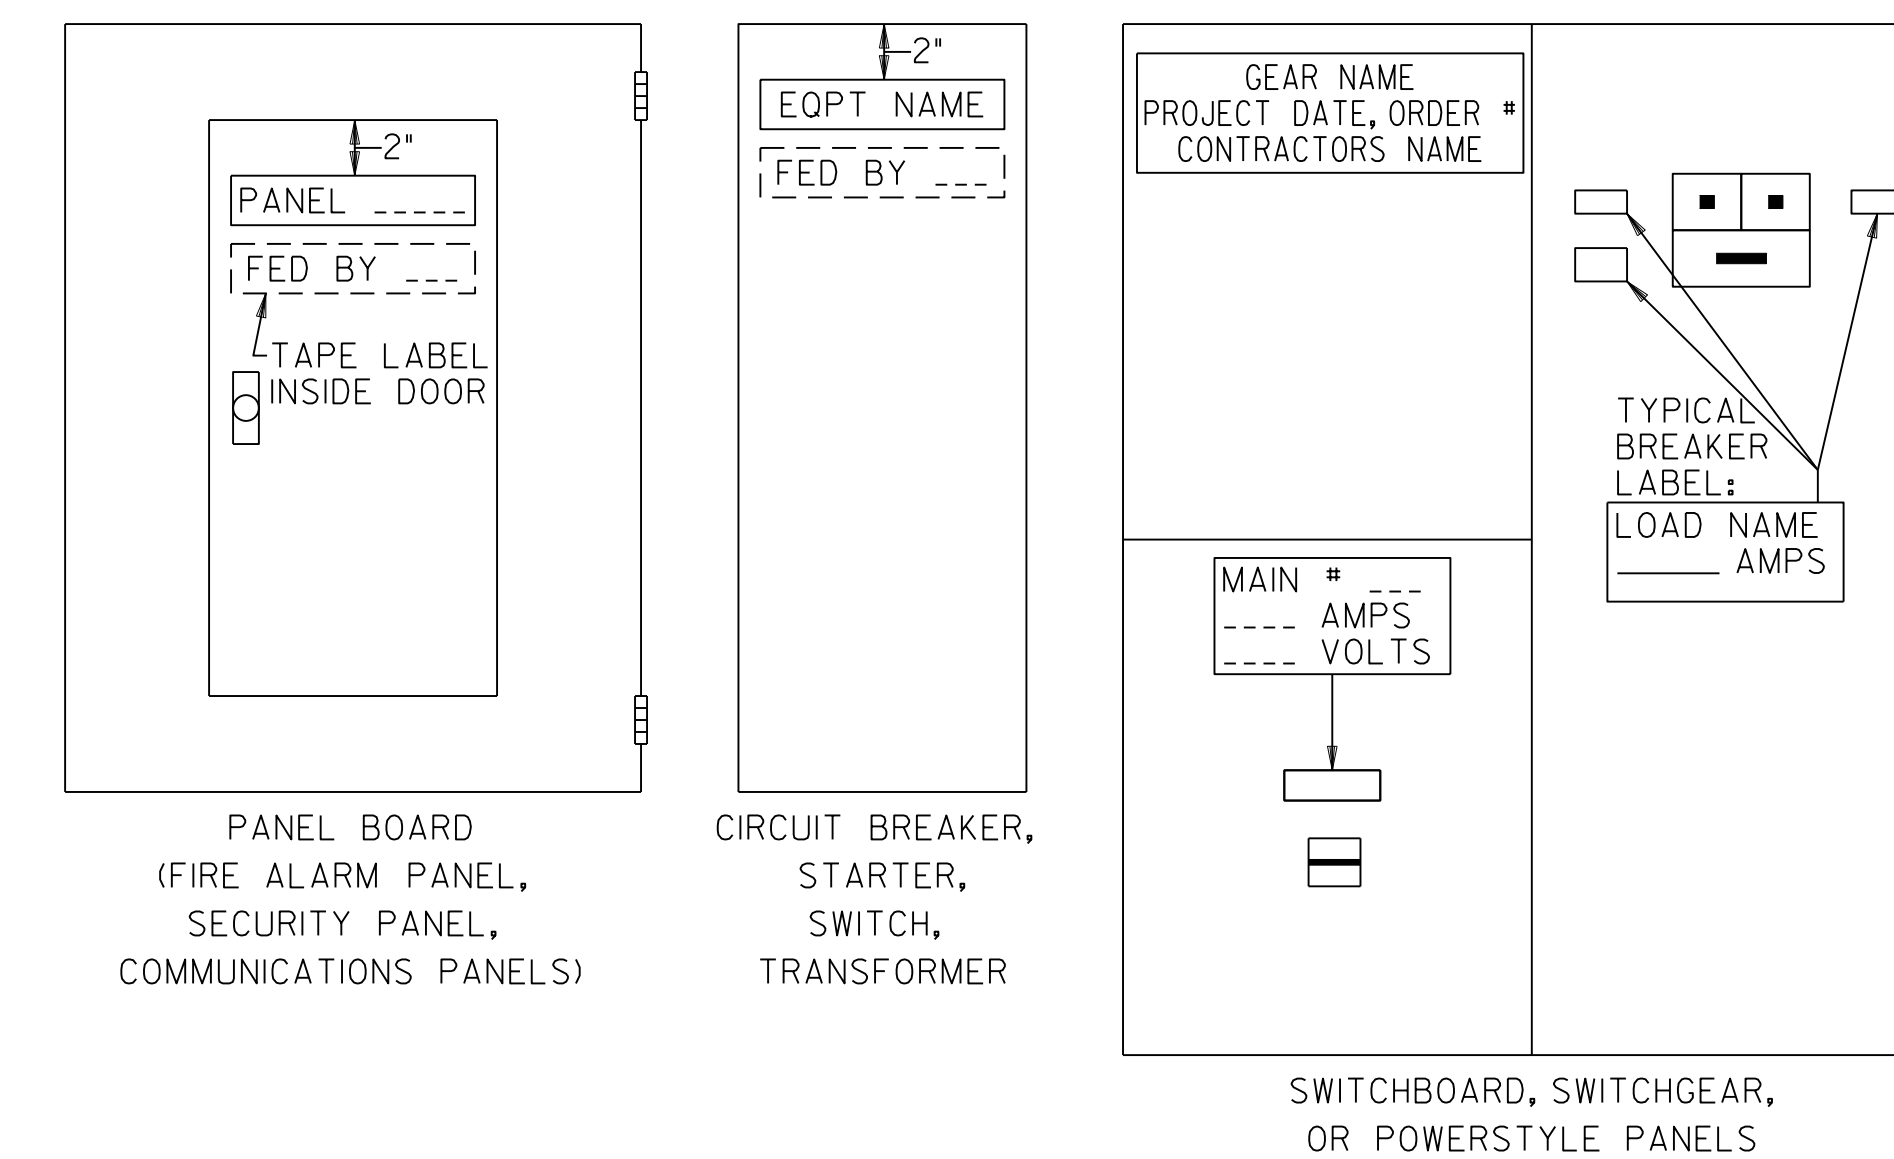 2"
PANEL _____
FED BY ___
TAPE LABEL
INSIDE DOOR
PANEL BOARD
(FIRE ALARM PANEL,
SECURITY PANEL,
COMMUNICATIONS PANELS)
2"
EQPT NAME
FED BY ___
CIRCUIT BREAKER,
STARTER,
SWITCH,
TRANSFORMER
GEAR NAME
PROJECT DATE, ORDER #
CONTRACTORS NAME
MAIN # ___
____ AMPS
____ VOLTS
TYPICAL
BREAKER
LABEL:
LOAD NAME
_____ AMPS
SWITCHBOARD, SWITCHGEAR,
OR POWERSTYLE PANELS